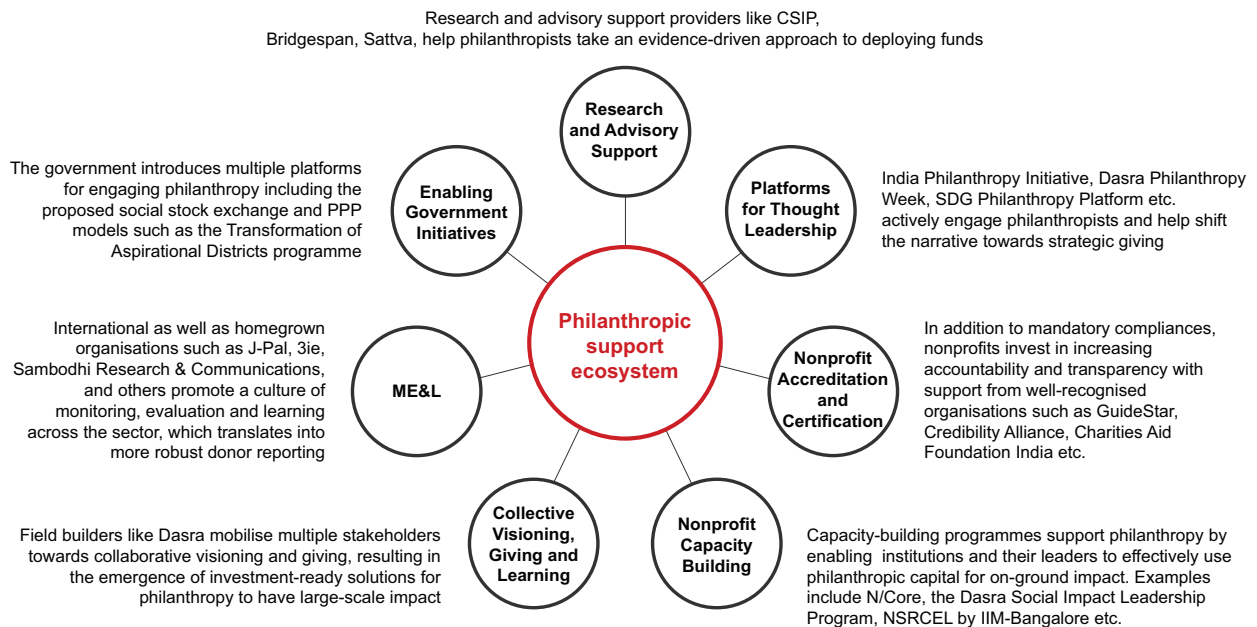 Research and advisory support providers like CSIP,
Bridgespan, Sattva, help philanthropists take an evidence-driven approach to deploying funds
Research
and Advisory
Support
The government introduces multiple platforms
for engaging philanthropy including the
proposed social stock exchange and PPP
models such as the Transformation of
Aspirational Districts programme
Enabling
Government
Initiatives
Platforms
for Thought
Leadership
India Philanthropy Initiative, Dasra Philanthropy
Week, SDG Philanthropy Platform etc.
actively engage philanthropists and help shift
the narrative towards strategic giving
Philanthropic
support
ecosystem
International as well as homegrown
organisations such as J-Pal, 3ie,
Sambodhi Research & Communications,
and others promote a culture of
monitoring, evaluation and learning
across the sector, which translates into
more robust donor reporting
ME&L
Nonprofit
Accreditation
and
Certification
In addition to mandatory compliances,
nonprofits invest in increasing
accountability and transparency with
support from well-recognised
organisations such as GuideStar,
Credibility Alliance, Charities Aid
Foundation India etc.
Field builders like Dasra mobilise multiple stakeholders
towards collaborative visioning and giving, resulting in
the emergence of investment-ready solutions for
philanthropy to have large-scale impact
Collective
Visioning,
Giving and
Learning
Nonprofit
Capacity
Building
Capacity-building programmes support philanthropy by
enabling institutions and their leaders to effectively use
philanthropic capital for on-ground impact. Examples
include N/Core, the Dasra Social Impact Leadership
Program, NSRCEL by IIM-Bangalore etc.